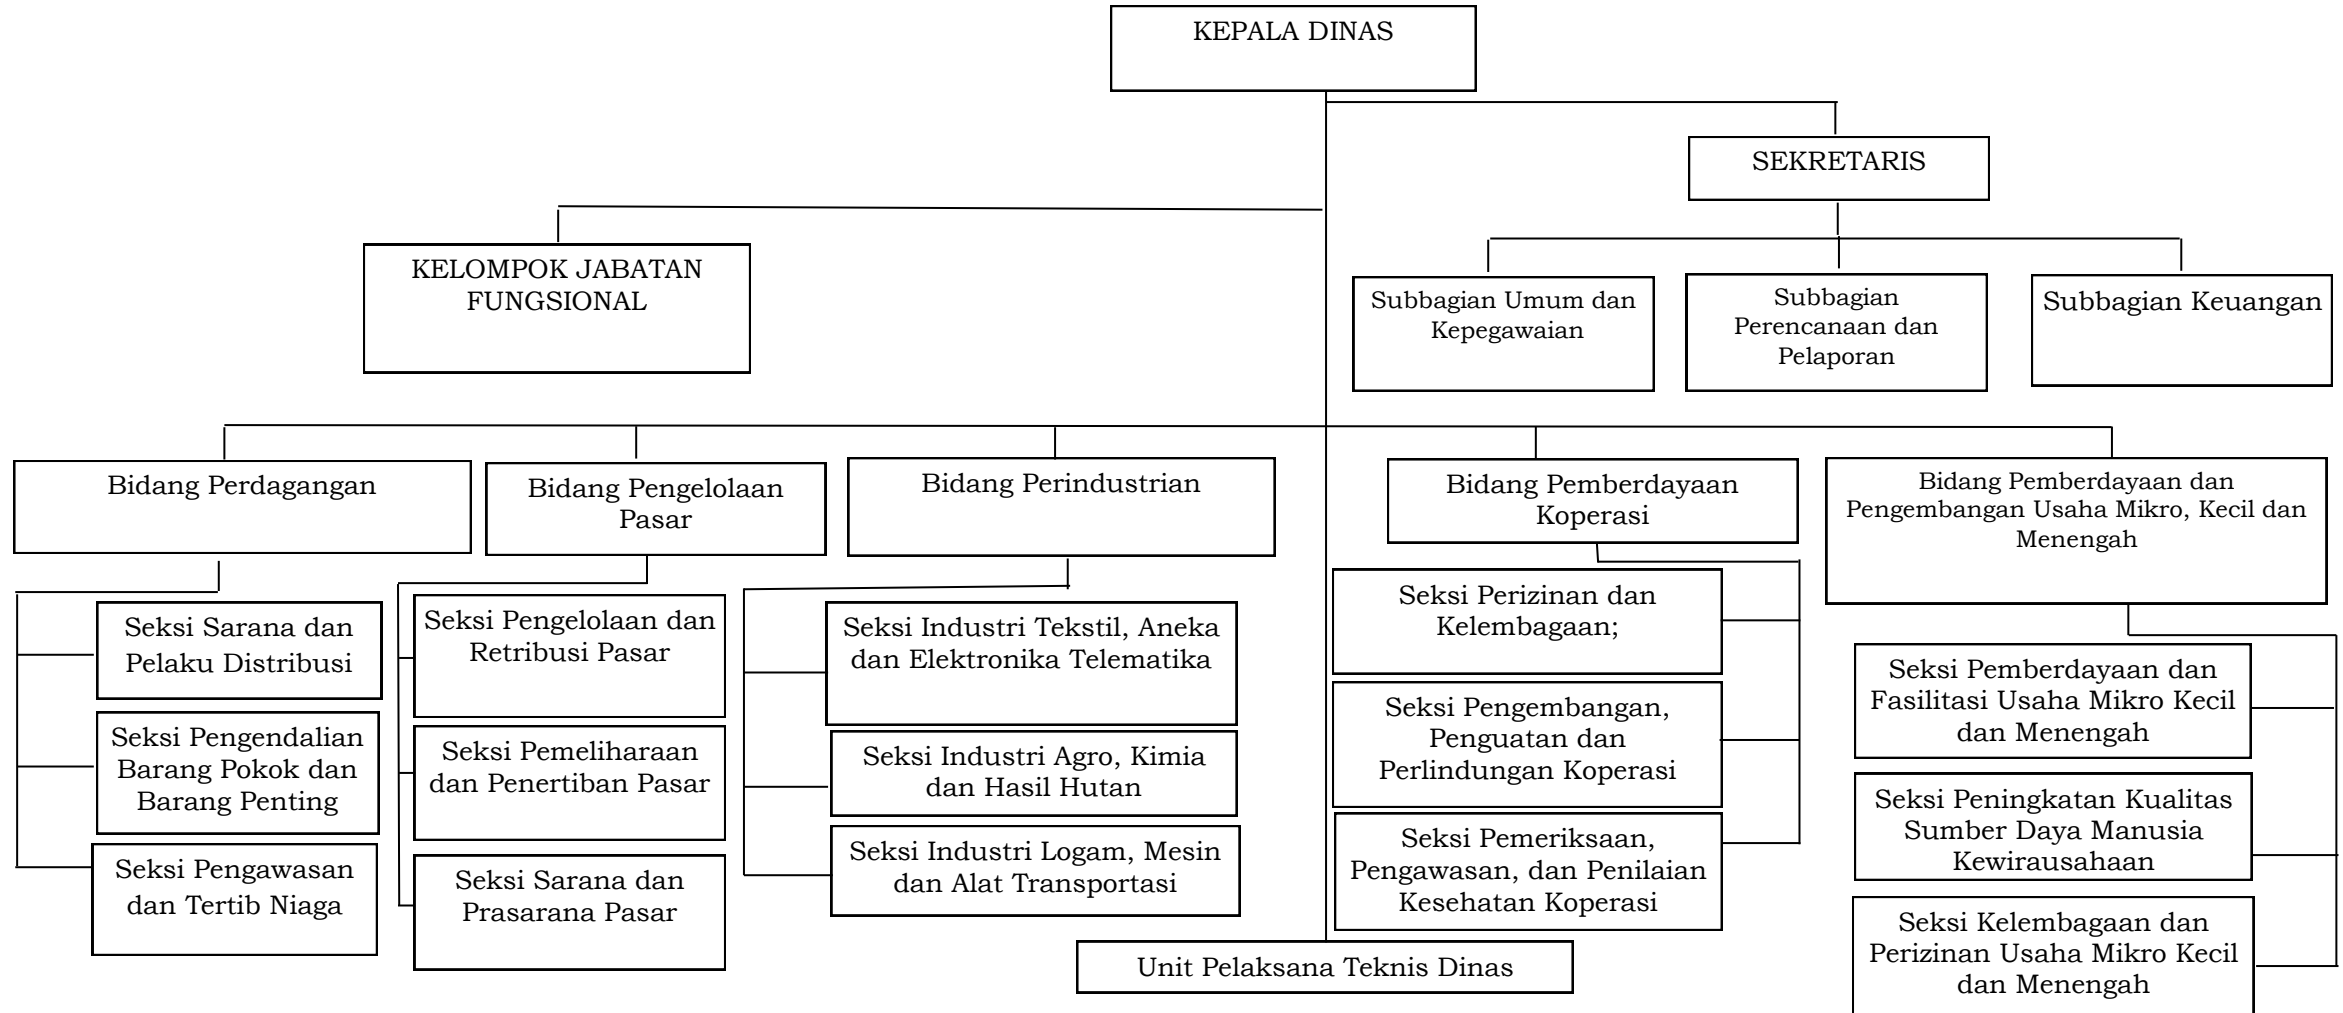 KEPALA DINAS
SEKRETARIS
KELOMPOK JABATAN
FUNGSIONAL
Subbagian Umum dan
Kepegawaian
Subbagian
Perencanaan dan
Pelaporan
Subbagian Keuangan
Bidang Perdagangan
Bidang Pengelolaan
Pasar
Bidang Perindustrian
Bidang Pemberdayaan
Koperasi
Bidang Pemberdayaan dan
Pengembangan Usaha Mikro, Kecil dan
Menengah
Seksi Sarana dan
Pelaku Distribusi
Seksi Pengendalian
Barang Pokok dan
Barang Penting
Seksi Pengawasan
dan Tertib Niaga
Seksi Pengelolaan dan
Retribusi Pasar
Seksi Pemeliharaan
dan Penertiban Pasar
Seksi Sarana dan
Prasarana Pasar
Seksi Industri Tekstil, Aneka
dan Elektronika Telematika
Seksi Industri Agro, Kimia
dan Hasil Hutan
Seksi Industri Logam, Mesin
dan Alat Transportasi
Seksi Perizinan dan
Kelembagaan;
Seksi Pengembangan,
Penguatan dan
Perlindungan Koperasi
Seksi Pemeriksaan,
Pengawasan, dan Penilaian
Kesehatan Koperasi
Seksi Pemberdayaan dan
Fasilitasi Usaha Mikro Kecil
dan Menengah
Seksi Peningkatan Kualitas
Sumber Daya Manusia
Kewirausahaan
Seksi Kelembagaan dan
Perizinan Usaha Mikro Kecil
dan Menengah
Unit Pelaksana Teknis Dinas